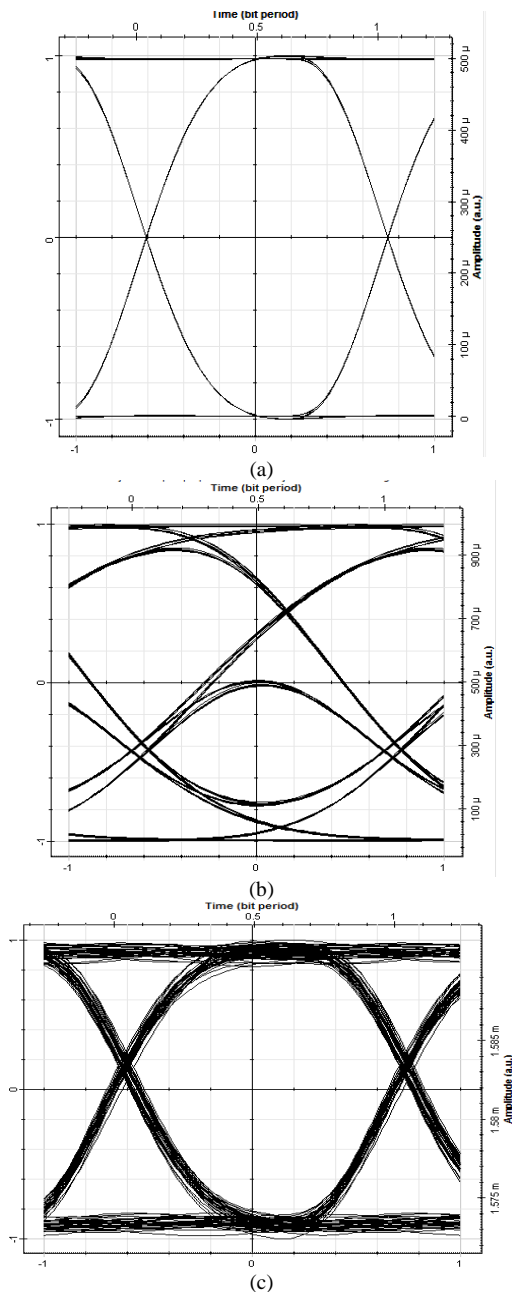 Time (bit period)
0 0.5 1
1
0
-1
500 µ
400 µ
300 µ
200 µ
100 µ
0
Amplitude (a.u.)
-1 0 1
(a)
Time (bit period)
0 0.5 1
1
0
-1
900 µ
700 µ
500 µ
300 µ
100 µ
Amplitude (a.u.)
-1 0 1
(b)
Time (bit period)
0 0.5 1
1
0
-1
1.585 m
1.58 m
1.575 m
Amplitude (a.u.)
-1 0 1
(c)